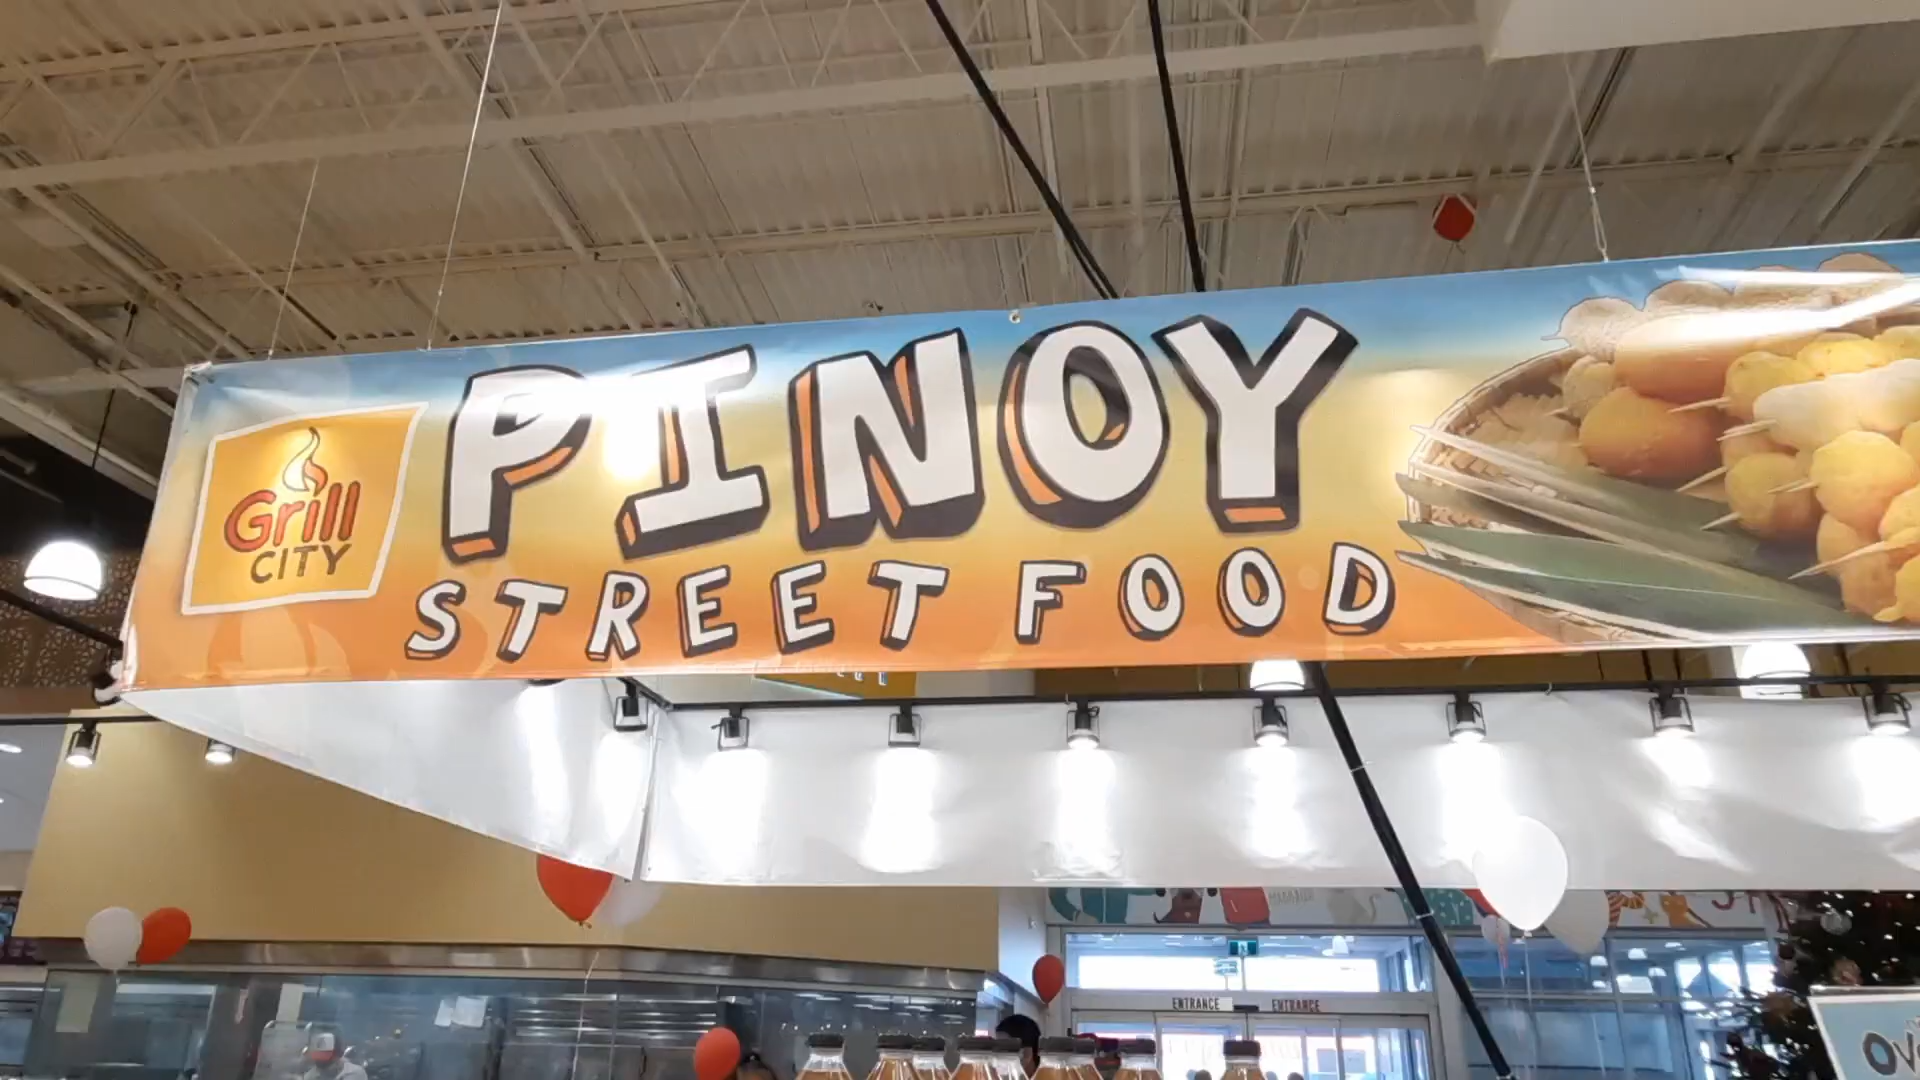 Grill
CITY
PINOY
STREET FOOD
ENTRANCE
ENTRANCE